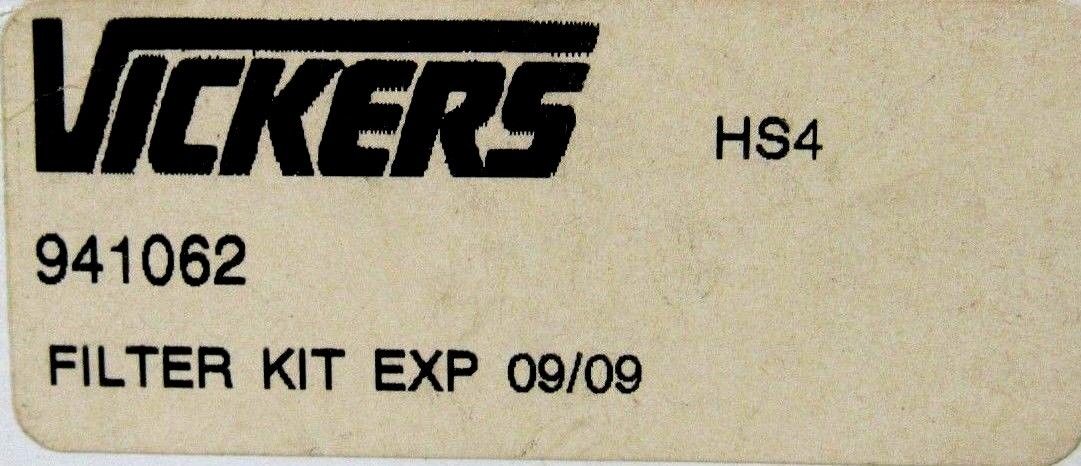 VICKERS
HS4
941062
FILTER KIT EXP 09/09